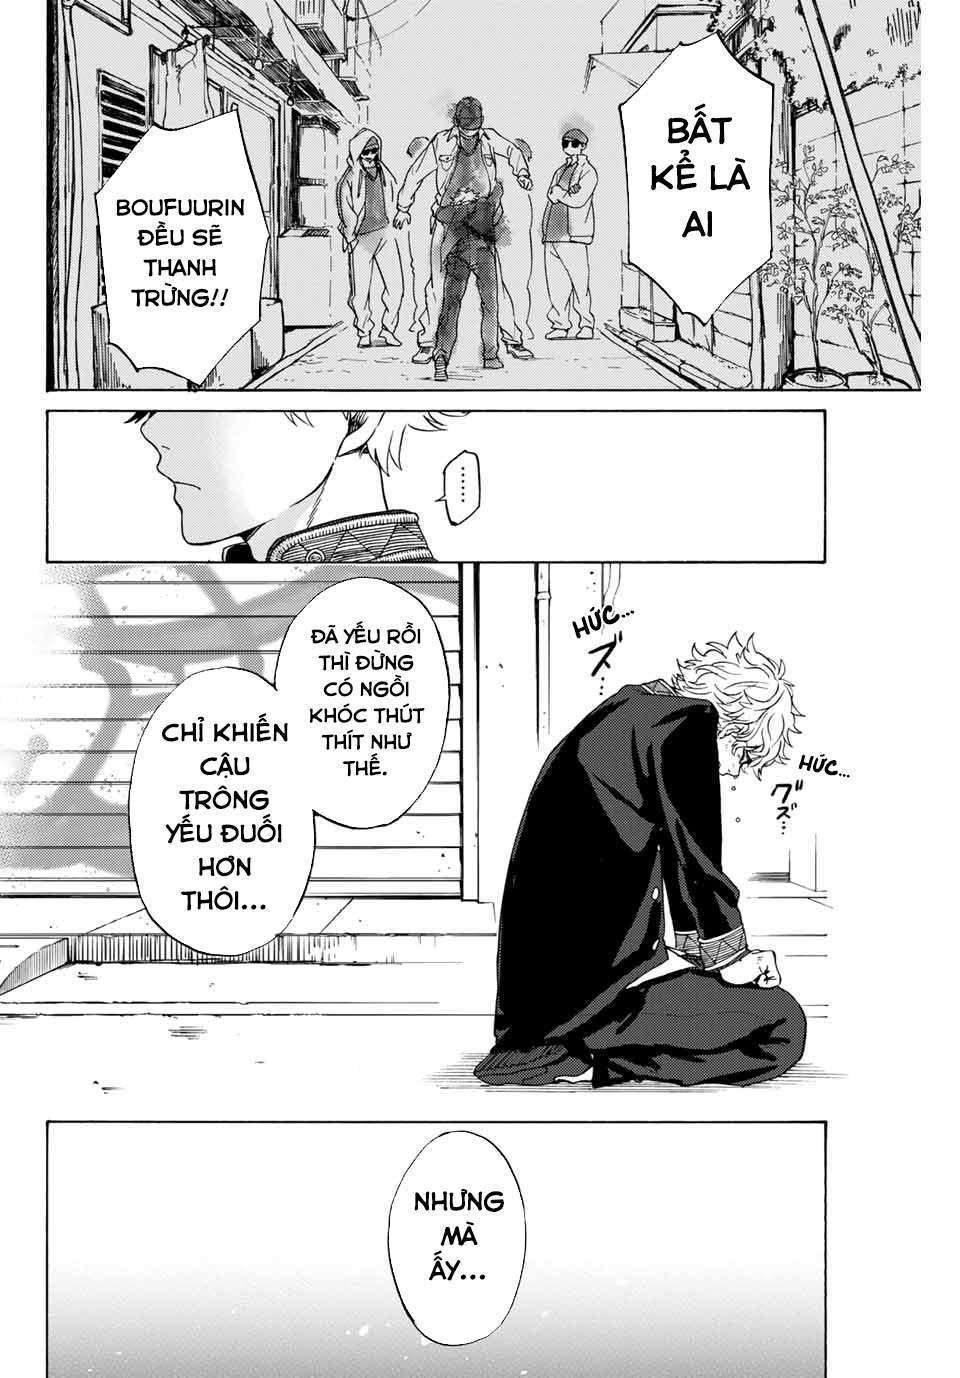 BẤT
KỂ LÀ
AI
BOUFUURIN
ĐỀU SẼ
THANH
TRỪNG!!
......
HỨC...
ズ...
ĐÃ YẾU RỒI
THÌ ĐỪNG
CÓ NGỒI
KHÓC THÚT
THÍT NHƯ
THẾ.
CHỈ KHIẾN
CẬU
TRÔNG
YẾU ĐUỐI
HƠN
THÔI...
HỨC...
グズ...
NHƯNG
MÀ
ẤY...